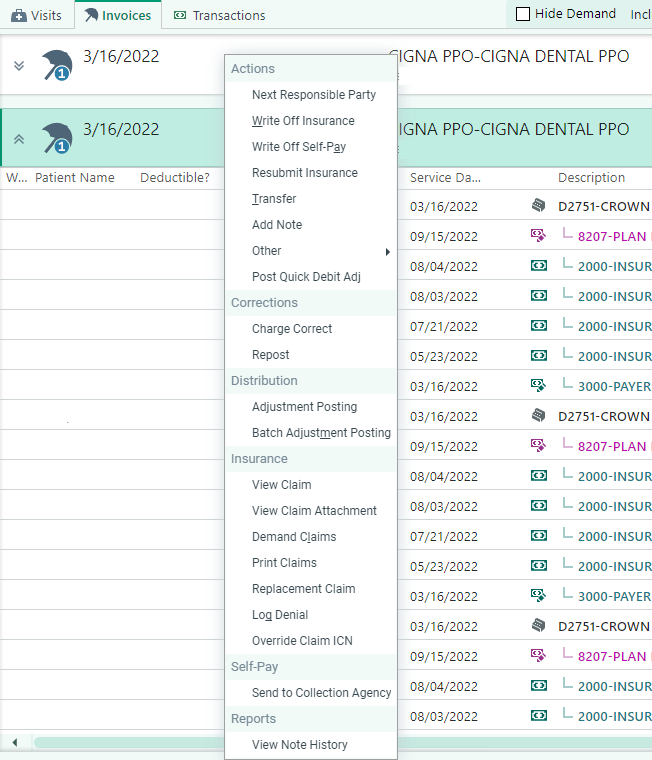 Visits Invoices Transactions Hide Demand Incl
3/16/2022 CIGNA PPO-CIGNA DENTAL PPO
1
3/16/2022 IGNA PPO-CIGNA DENTAL PPO
1
W... Patient Name Deductible? Service Da... Description
Actions
Next Responsible Party
Write Off Insurance
Write Off Self-Pay
Resubmit Insurance
Transfer
Add Note
Other
Post Quick Debit Adj
Corrections
Charge Correct
Repost
Distribution
Adjustment Posting
Batch Adjustment Posting
Insurance
View Claim
View Claim Attachment
Demand Claims
Print Claims
Replacement Claim
Log Denial
Override Claim ICN
Self-Pay
Send to Collection Agency
Reports
View Note History
03/16/2022 D2751-CROWN
09/15/2022 8207-PLAN
08/04/2022 2000-INSUR
08/03/2022 2000-INSUR
07/21/2022 2000-INSUR
05/23/2022 2000-INSUR
03/16/2022 3000-PAYER
03/16/2022 D2751-CROWN
09/15/2022 8207-PLAN
08/04/2022 2000-INSUR
08/03/2022 2000-INSUR
07/21/2022 2000-INSUR
05/23/2022 2000-INSUR
03/16/2022 3000-PAYER
03/16/2022 D2751-CROWN
09/15/2022 8207-PLAN
08/04/2022 2000-INSUR
08/03/2022 2000-INSUR